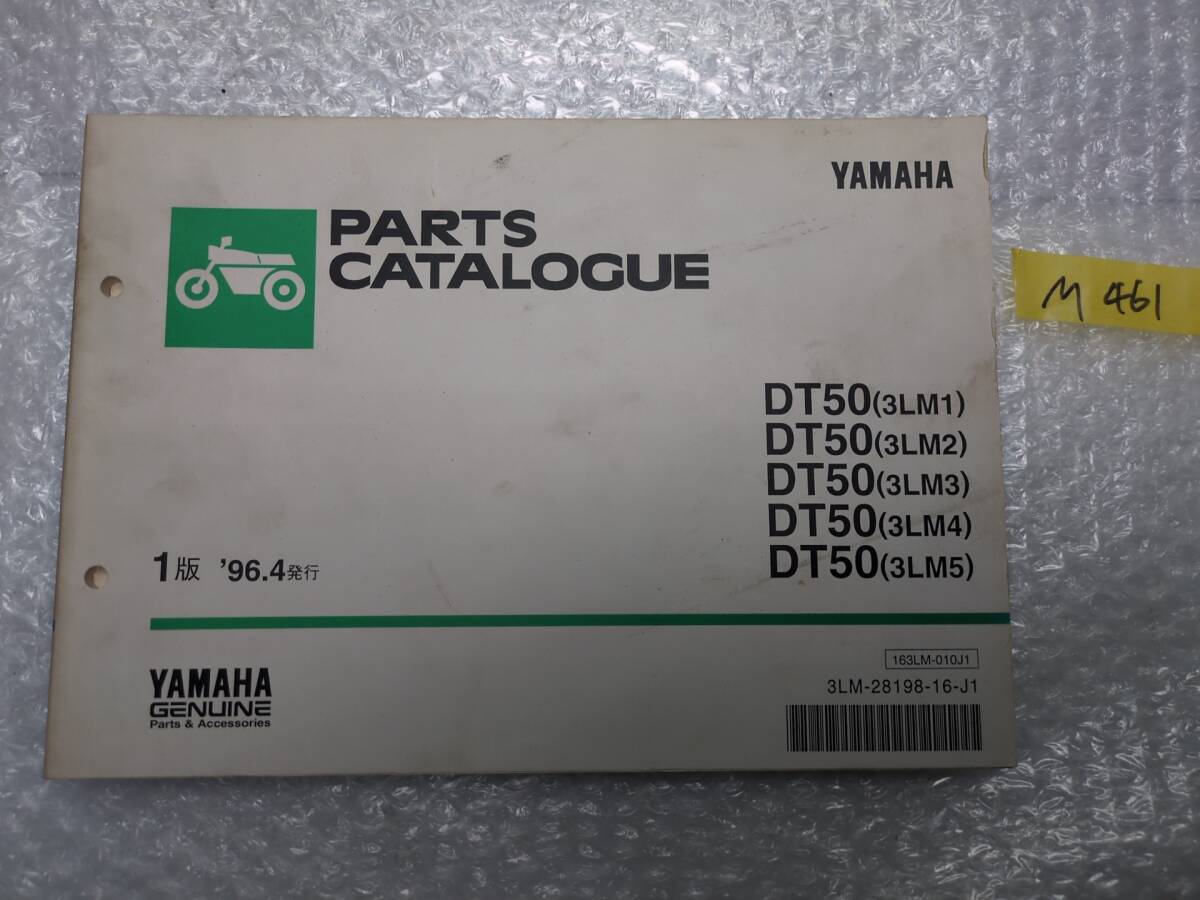 YAMAHA
PARTS
CATALOGUE
M 461
DT50(3LM1)
DT50(3LM2)
DT50(3LM3)
DT50(3LM4)
DT50(3LM5)
1版 '96.4発行
163LM-010J1
3LM-28198-16-J1
YAMAHA
GENUINE
Parts & Accessories